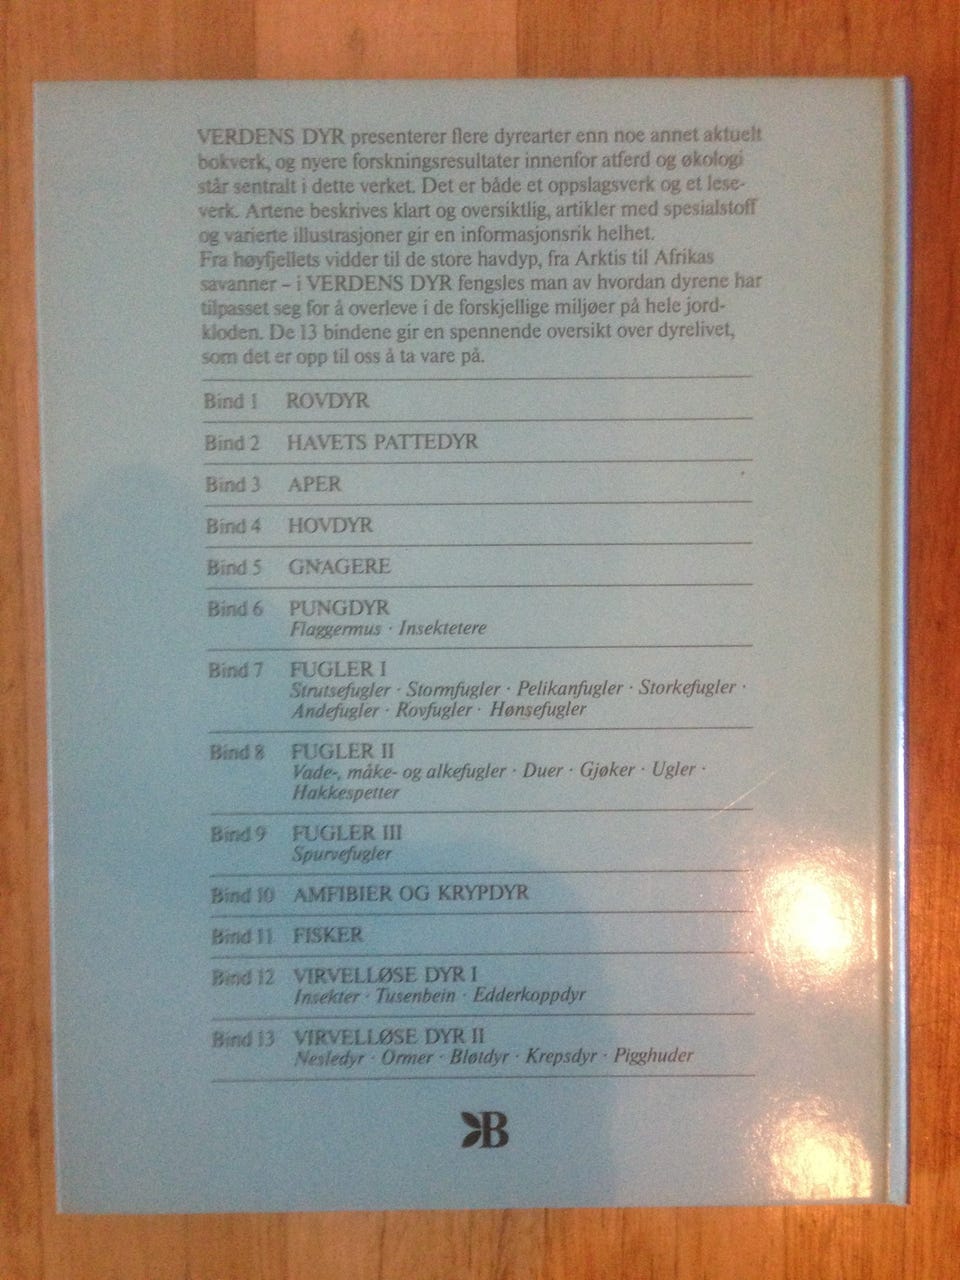 VERDENS DYR presenterer flere dyrearter enn noe annet aktuelt
bokverk, og nyere forskningsresultater innenfor atferd og økologi
står sentralt i dette verket. Det er både et oppslagsverk og et lese-
verk. Artene beskrives klart og oversiktlig, artikler med spesialstoff
og varierte illustrasjoner gir en informasjonsrik helhet.
Fra høyfjellets vidder til de store havdyp, fra Arktis til Afrikas
savanner – i VERDENS DYR fengsles man av hvordan dyrene har
tilpasset seg for å overleve i de forskjellige miljøer på hele jord-
kloden. De 13 bindene gir en spennende oversikt over dyrelivet,
som det er opp til oss å ta vare på.
Bind 1 ROVDYR
Bind 2 HAVETS PATTEDYR
Bind 3 APER
Bind 4 HOVDYR
Bind 5 GNAGERE
Bind 6 PUNGDYR
Flaggermus · Insektetere
Bind 7 FUGLER I
Strutsefugler · Stormfugler · Pelikanfugler · Storkefugler ·
Andefugler · Rovfugler · Hønsefugler
Bind 8 FUGLER II
Vade-, måke- og alkefugler · Duer · Gjøker · Ugler ·
Hakkespetter
Bind 9 FUGLER III
Spurvefugler
Bind 10 AMFIBIER OG KRYPDYR
Bind 11 FISKER
Bind 12 VIRVELLØSE DYR I
Insekter · Tusenbein · Edderkoppdyr
Bind 13 VIRVELLØSE DYR II
Nesledyr · Ormer · Bløtdyr · Krepsdyr · Pigghuder
B